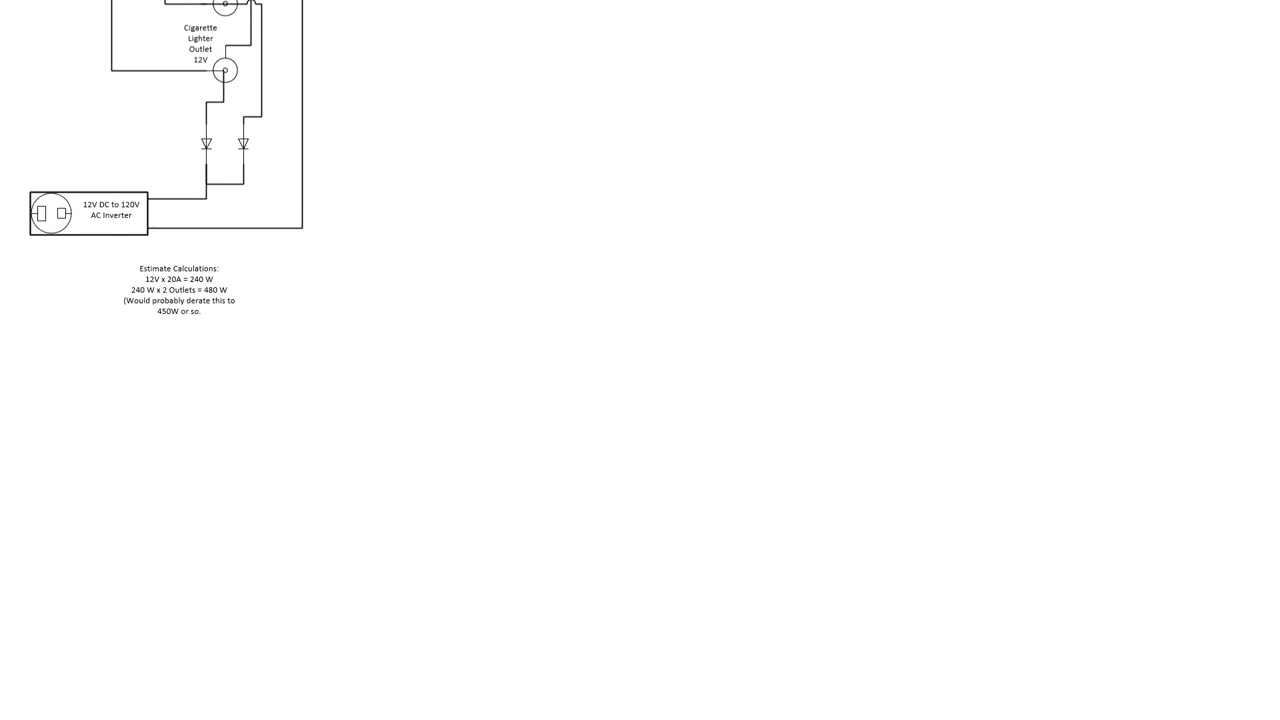 Cigarette
Lighter
Outlet
12V
12V DC to 120V
AC Inverter
Estimate Calculations:
12V x 20A = 240 W
240 W x 2 Outlets = 480 W
(Would probably derate this to
450W or so.